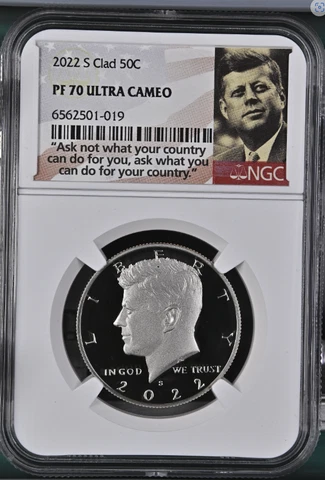 2022 S Clad 50C
PF 70 ULTRA CAMEO
6562501-019
"Ask not what your country
can do for you, ask what you
can do for your country."
NGC
LIBERTY
IN GOD WE TRUST
S
2022